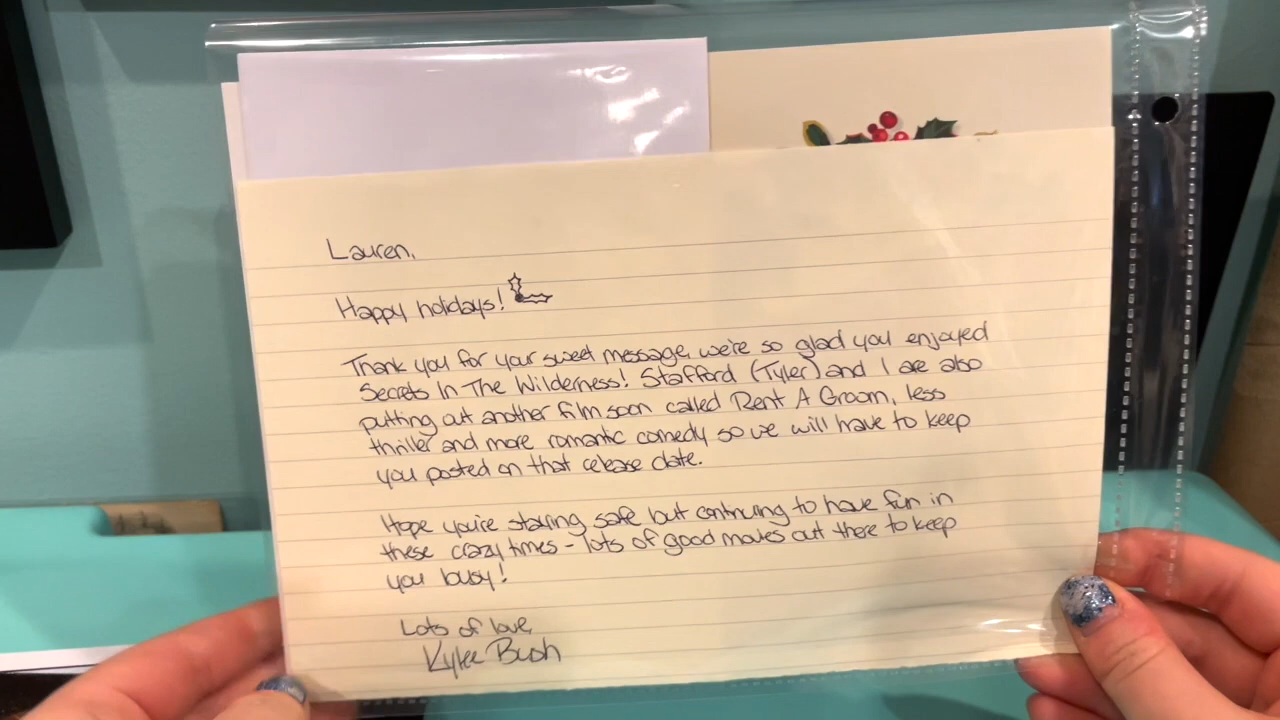 Lauren,
Happy holidays!
Thank you for your sweet message, we're so glad you enjoyed
Secrets In The Wilderness! Stafford (Tyler) and I are also
putting out another film soon called Rent A Groom, less
thriller and more romantic comedy so we will have to keep
you posted on that release date.
Hope you're staying safe but continuing to have fun in
these crazy times - lots of good movies out there to keep
you busy!
Lots of love,
Kylee Bush